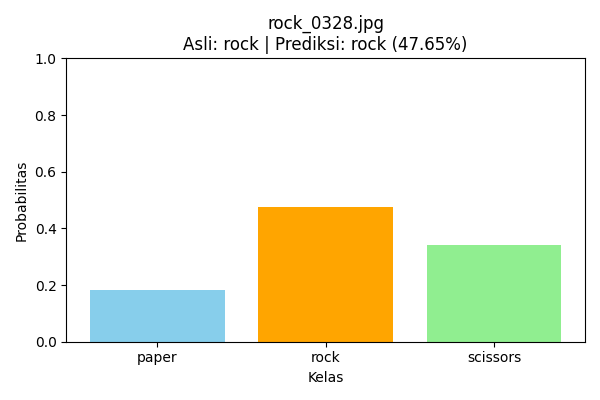 rock_0328.jpg
Asli: rock | Prediksi: rock (47.65%)
1.0
0.8
0.6
0.4
0.2
0.0
Probabilitas
paper rock scissors
Kelas